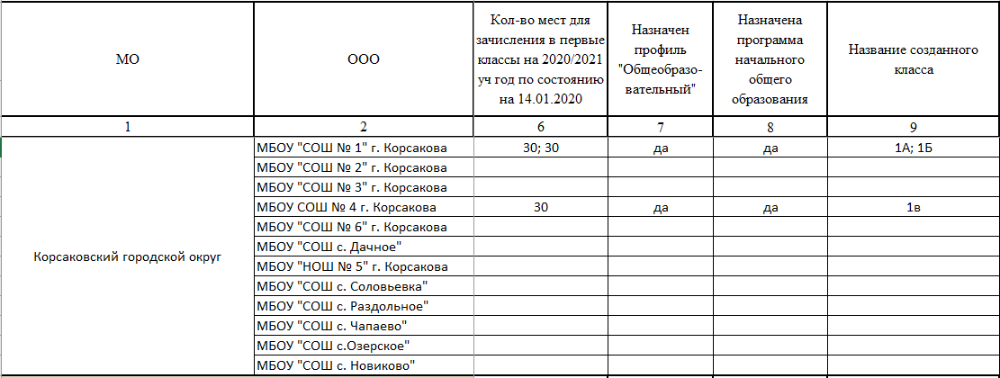 МО
ООО
Кол-во мест для
зачисления в первые
классы на 2020/2021
уч год по состоянию
на 14.01.2020
Назначен
профиль
"Общеобразо-
вательный"
Назначена
программа
начального
общего
образования
Название созданного
класса
1 2 6 7 8 9
Корсаковский городской округ
МБОУ "СОШ № 1" г. Корсакова 30; 30 да да 1А; 1Б
МБОУ "СОШ № 2" г. Корсакова
МБОУ "СОШ № 3" г. Корсакова
МБОУ СОШ № 4 г. Корсакова 30 да да 1в
МБОУ "СОШ № 6" г. Корсакова
МБОУ "СОШ с. Дачное"
МБОУ "НОШ № 5" г. Корсакова
МБОУ "СОШ с. Соловьевка"
МБОУ "СОШ с. Раздольное"
МБОУ "СОШ с. Чапаево"
МБОУ "СОШ с.Озерское"
МБОУ "СОШ с. Новиково"